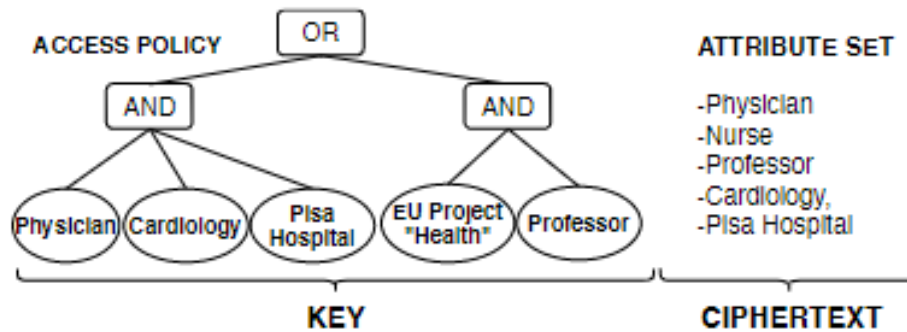 OR
ACCESS POLICY
ATTRIBUTE SET
AND
AND
-Physician
-Nurse
-Professor
-Cardiology,
-Pisa Hospital
Physician
Cardiology
Pisa
Hospital
EU Project
"Health"
Professor
KEY
CIPHERTEXT